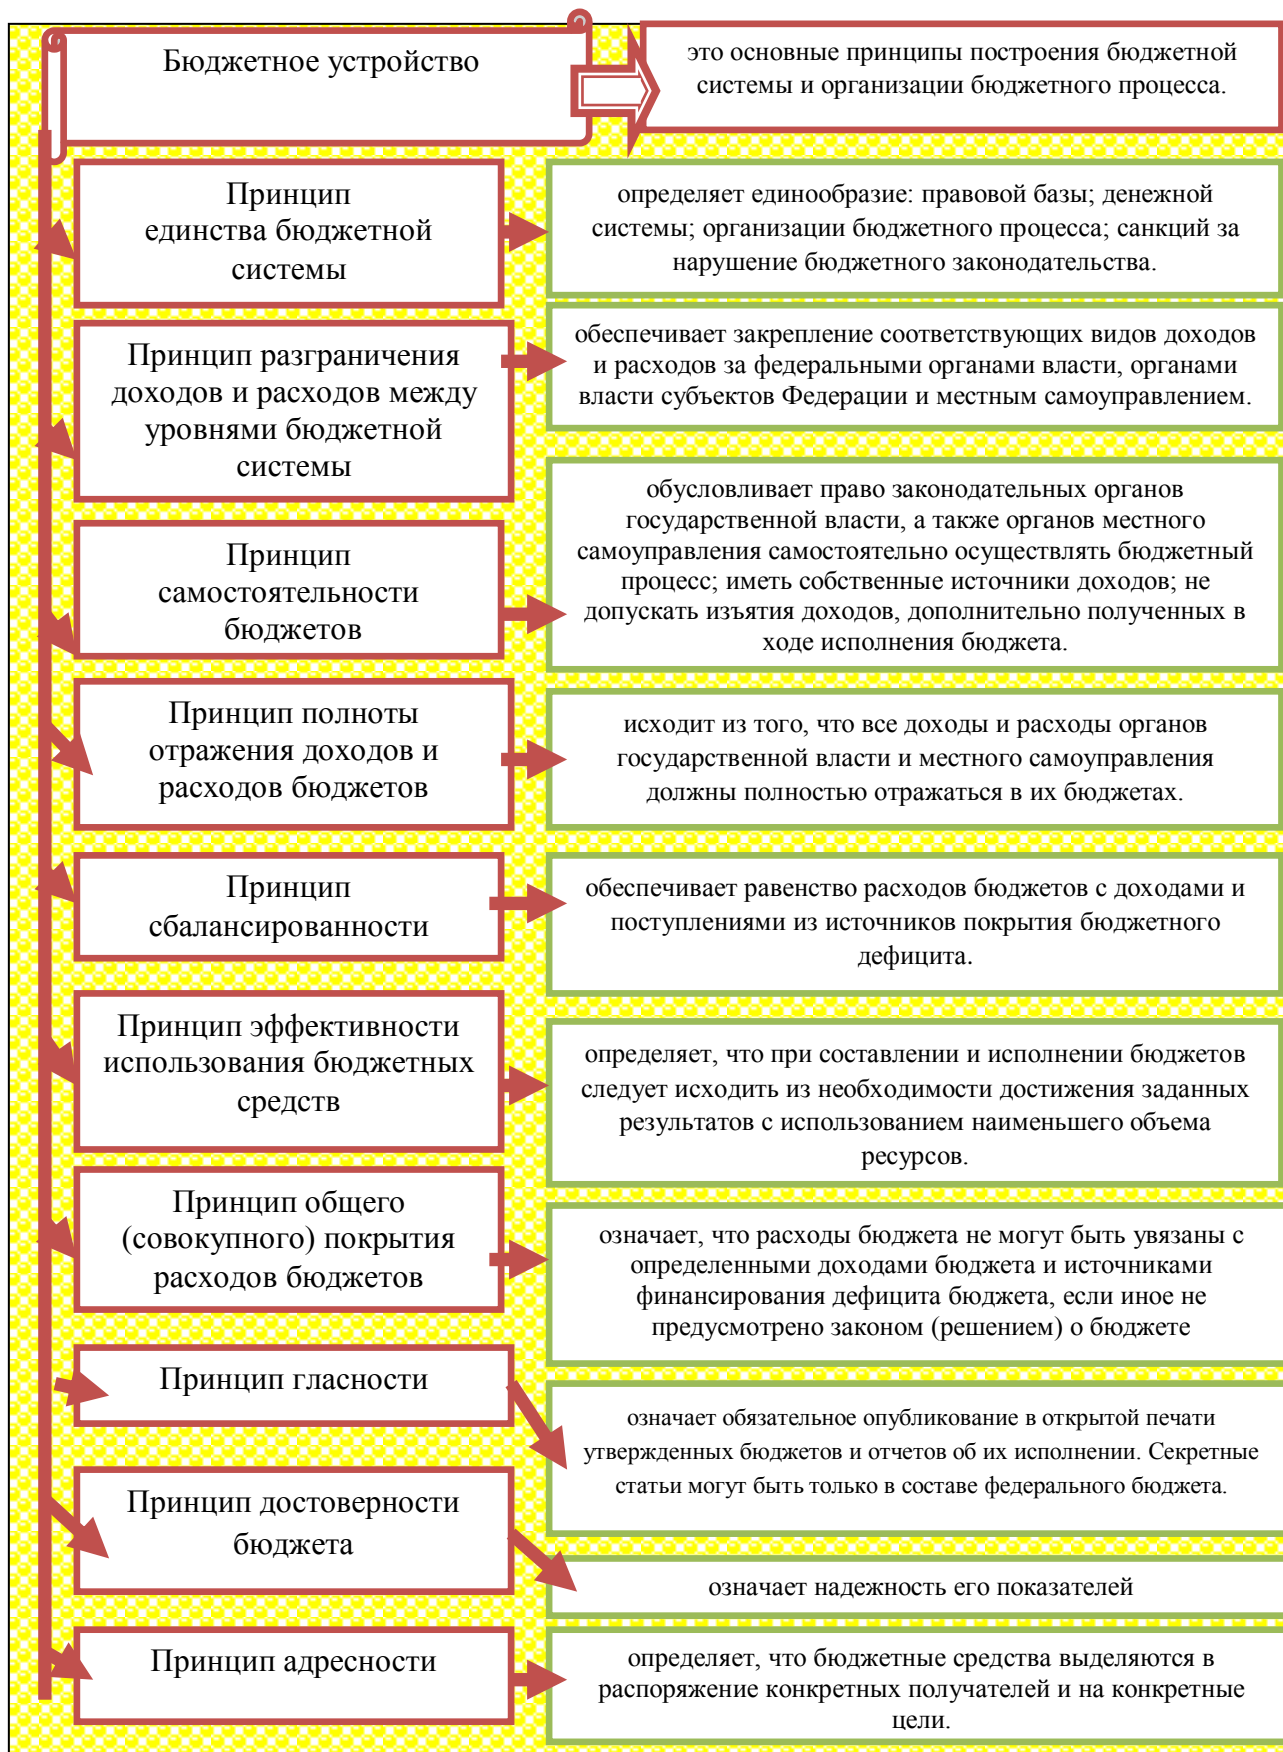 Бюджетное устройство
это основные принципы построения бюджетной
системы и организации бюджетного процесса.
Принцип
единства бюджетной
системы
определяет единообразие: правовой базы; денежной
системы; организации бюджетного процесса; санкций за
нарушение бюджетного законодательства.
Принцип разграничения
доходов и расходов между
уровнями бюджетной
системы
обеспечивает закрепление соответствующих видов доходов
и расходов за федеральными органами власти, органами
власти субъектов Федерации и местным самоуправлением.
Принцип
самостоятельности
бюджетов
обусловливает право законодательных органов
государственной власти, а также органов местного
самоуправления самостоятельно осуществлять бюджетный
процесс; иметь собственные источники доходов; не
допускать изъятия доходов, дополнительно полученных в
ходе исполнения бюджета.
Принцип полноты
отражения доходов и
расходов бюджетов
исходит из того, что все доходы и расходы органов
государственной власти и местного самоуправления
должны полностью отражаться в их бюджетах.
Принцип
сбалансированности
обеспечивает равенство расходов бюджетов с доходами и
поступлениями из источников покрытия бюджетного
дефицита.
Принцип эффективности
использования бюджетных
средств
определяет, что при составлении и исполнении бюджетов
следует исходить из необходимости достижения заданных
результатов с использованием наименьшего объема
ресурсов.
Принцип общего
(совокупного) покрытия
расходов бюджетов
означает, что расходы бюджета не могут быть увязаны с
определенными доходами бюджета и источниками
финансирования дефицита бюджета, если иное не
предусмотрено законом (решением) о бюджете
Принцип гласности
означает обязательное опубликование в открытой печати
утвержденных бюджетов и отчетов об их исполнении. Секретные
статьи могут быть только в составе федерального бюджета.
Принцип достоверности
бюджета
означает надежность его показателей
Принцип адресности
определяет, что бюджетные средства выделяются в
распоряжение конкретных получателей и на конкретные
цели.